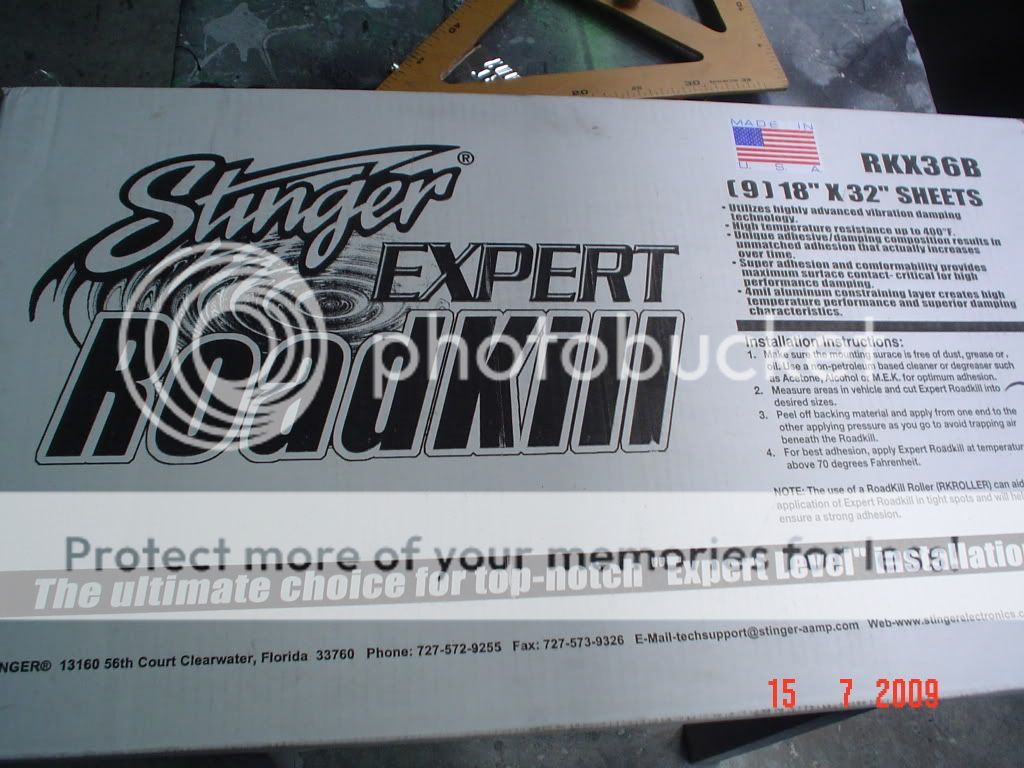 20 25 30
MADE IN
U. S. A.
RKX36B
(9) 18" X 32" SHEETS
Stinger®
EXPERT
RoadKill
• Utilizes highly advanced vibration damping
technology.
• High temperature resistance up to 400°F.
• Unique adhesive/damping composition results in
unmatched adhesion that actually increases
over time.
• Super adhesion and conformability provides
maximum surface contact- critical for high
performance damping.
• 4mil aluminum constraining layer creates high
temperature performance and superior damping
characteristics.
Installation Instructions:
1. Make sure the mounting surace is free of dust, grease or
oil. Use a non-petroleum based cleaner or degreaser such
as Acetone, Alcohol or M.E.K. for optimum adhesion.
2. Measure areas in vehicle and cut Expert Roadkill into
desired sizes.
3. Peel off backing material and apply from one end to the
other applying pressure as you go to avoid trapping air
beneath the Roadkill.
4. For best adhesion, apply Expert Roadkill at temperatur
above 70 degrees Fahrenheit.
NOTE: The use of a RoadKill Roller (RKROLLER) can aid
application of Expert Roadkill in tight spots and will hel
ensure a strong adhesion.
photobucket
Protect more of your memories for less!
The ultimate choice for top-notch "Expert Level" installatio
NGER® 13160 56th Court Clearwater, Florida 33760 Phone: 727-572-9255 Fax: 727-573-9326 E-Mail-techsupport@stinger-aamp.com Web-www.stingerelectronics.c
15 7 2009